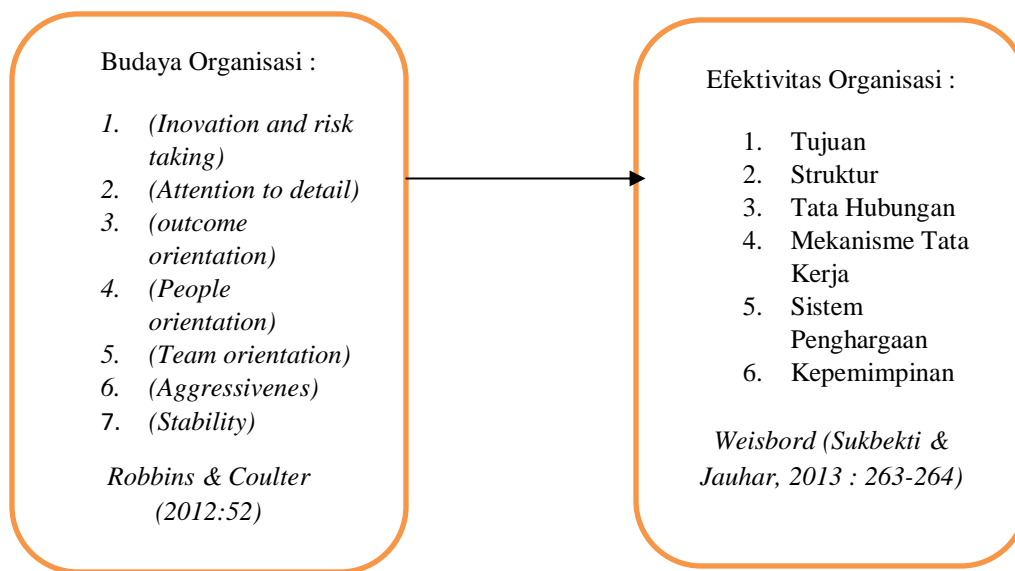 Budaya Organisasi :
1. (Inovation and risk
taking)
2. (Attention to detail)
3. (outcome
orientation)
4. (People
orientation)
5. (Team orientation)
6. (Aggressivenes)
7. (Stability)
Robbins & Coulter
(2012:52)
Efektivitas Organisasi :
1. Tujuan
2. Struktur
3. Tata Hubungan
4. Mekanisme Tata
Kerja
5. Sistem
Penghargaan
6. Kepemimpinan
Weisbord (Sukbekti &
Jauhar, 2013 : 263-264)